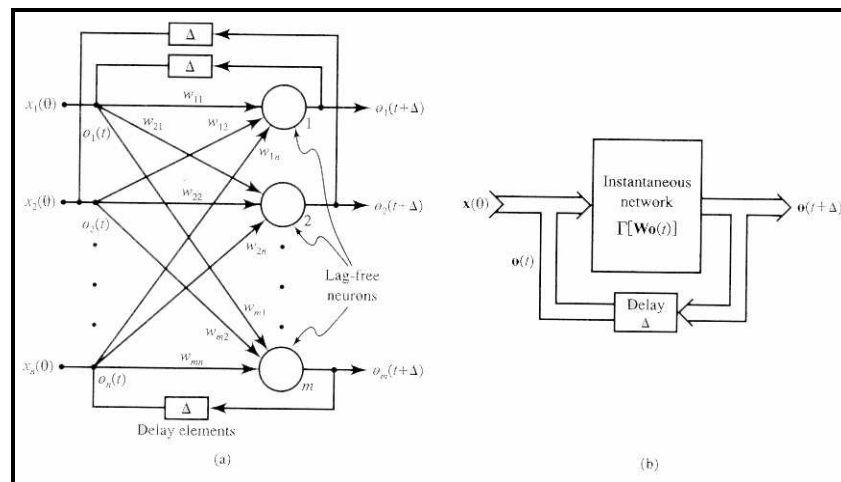 Δ
Δ
x₁(0) w₁₁ 1 o₁(t+Δ)
o₁(t) w₂₁ w₁₂ w₁ₙ
x₂(0) w₂₂ 2 o₂(t+Δ)
o₂(t) w₂ₙ
Lag-free
neurons
wₘ₁
wₘ₂
xₙ(0) wₘₙ m oₘ(t+Δ)
oₙ(t)
Δ
Delay elements
(a)
Instantaneous
network
Γ[Wo(t)]
x(0) o(t+Δ)
o(t)
Delay
Δ
(b)